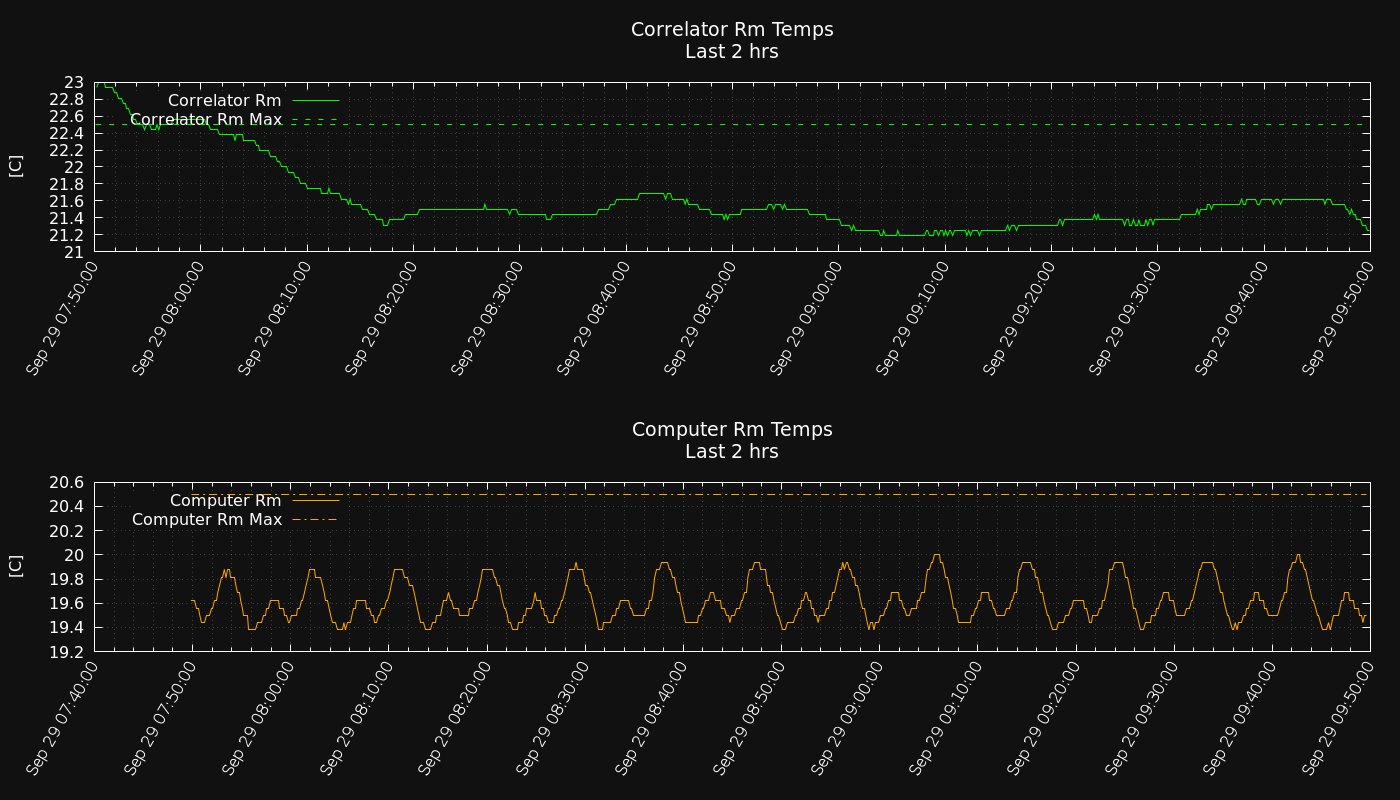 Correlator Rm Temps
Last 2 hrs
Correlator Rm
Correlator Rm Max
[C]
23
22.8
22.6
22.4
22.2
22
21.8
21.6
21.4
21.2
21
Sep 29 07:50:00
Sep 29 08:00:00
Sep 29 08:10:00
Sep 29 08:20:00
Sep 29 08:30:00
Sep 29 08:40:00
Sep 29 08:50:00
Sep 29 09:00:00
Sep 29 09:10:00
Sep 29 09:20:00
Sep 29 09:30:00
Sep 29 09:40:00
Sep 29 09:50:00
Computer Rm Temps
Last 2 hrs
Computer Rm
Computer Rm Max
[C]
20.6
20.4
20.2
20
19.8
19.6
19.4
19.2
Sep 29 07:40:00
Sep 29 07:50:00
Sep 29 08:00:00
Sep 29 08:10:00
Sep 29 08:20:00
Sep 29 08:30:00
Sep 29 08:40:00
Sep 29 08:50:00
Sep 29 09:00:00
Sep 29 09:10:00
Sep 29 09:20:00
Sep 29 09:30:00
Sep 29 09:40:00
Sep 29 09:50:00